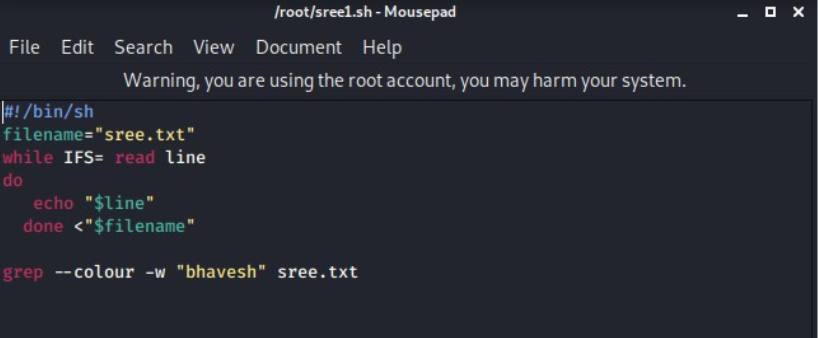 /root/sree1.sh - Mousepad
File Edit Search View Document Help
Warning, you are using the root account, you may harm your system.
#!/bin/sh
filename="sree.txt"
while IFS= read line
do
   echo "$line"
  done <"$filename"

grep --colour -w "bhavesh" sree.txt